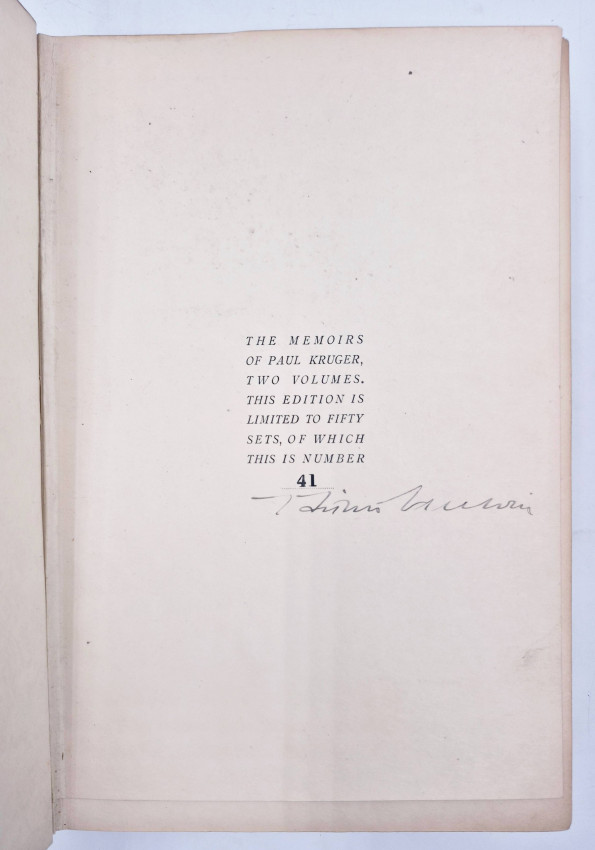 THE MEMOIRS
OF PAUL KRUGER,
TWO VOLUMES.
THIS EDITION IS
LIMITED TO FIFTY
SETS, OF WHICH
THIS IS NUMBER
41